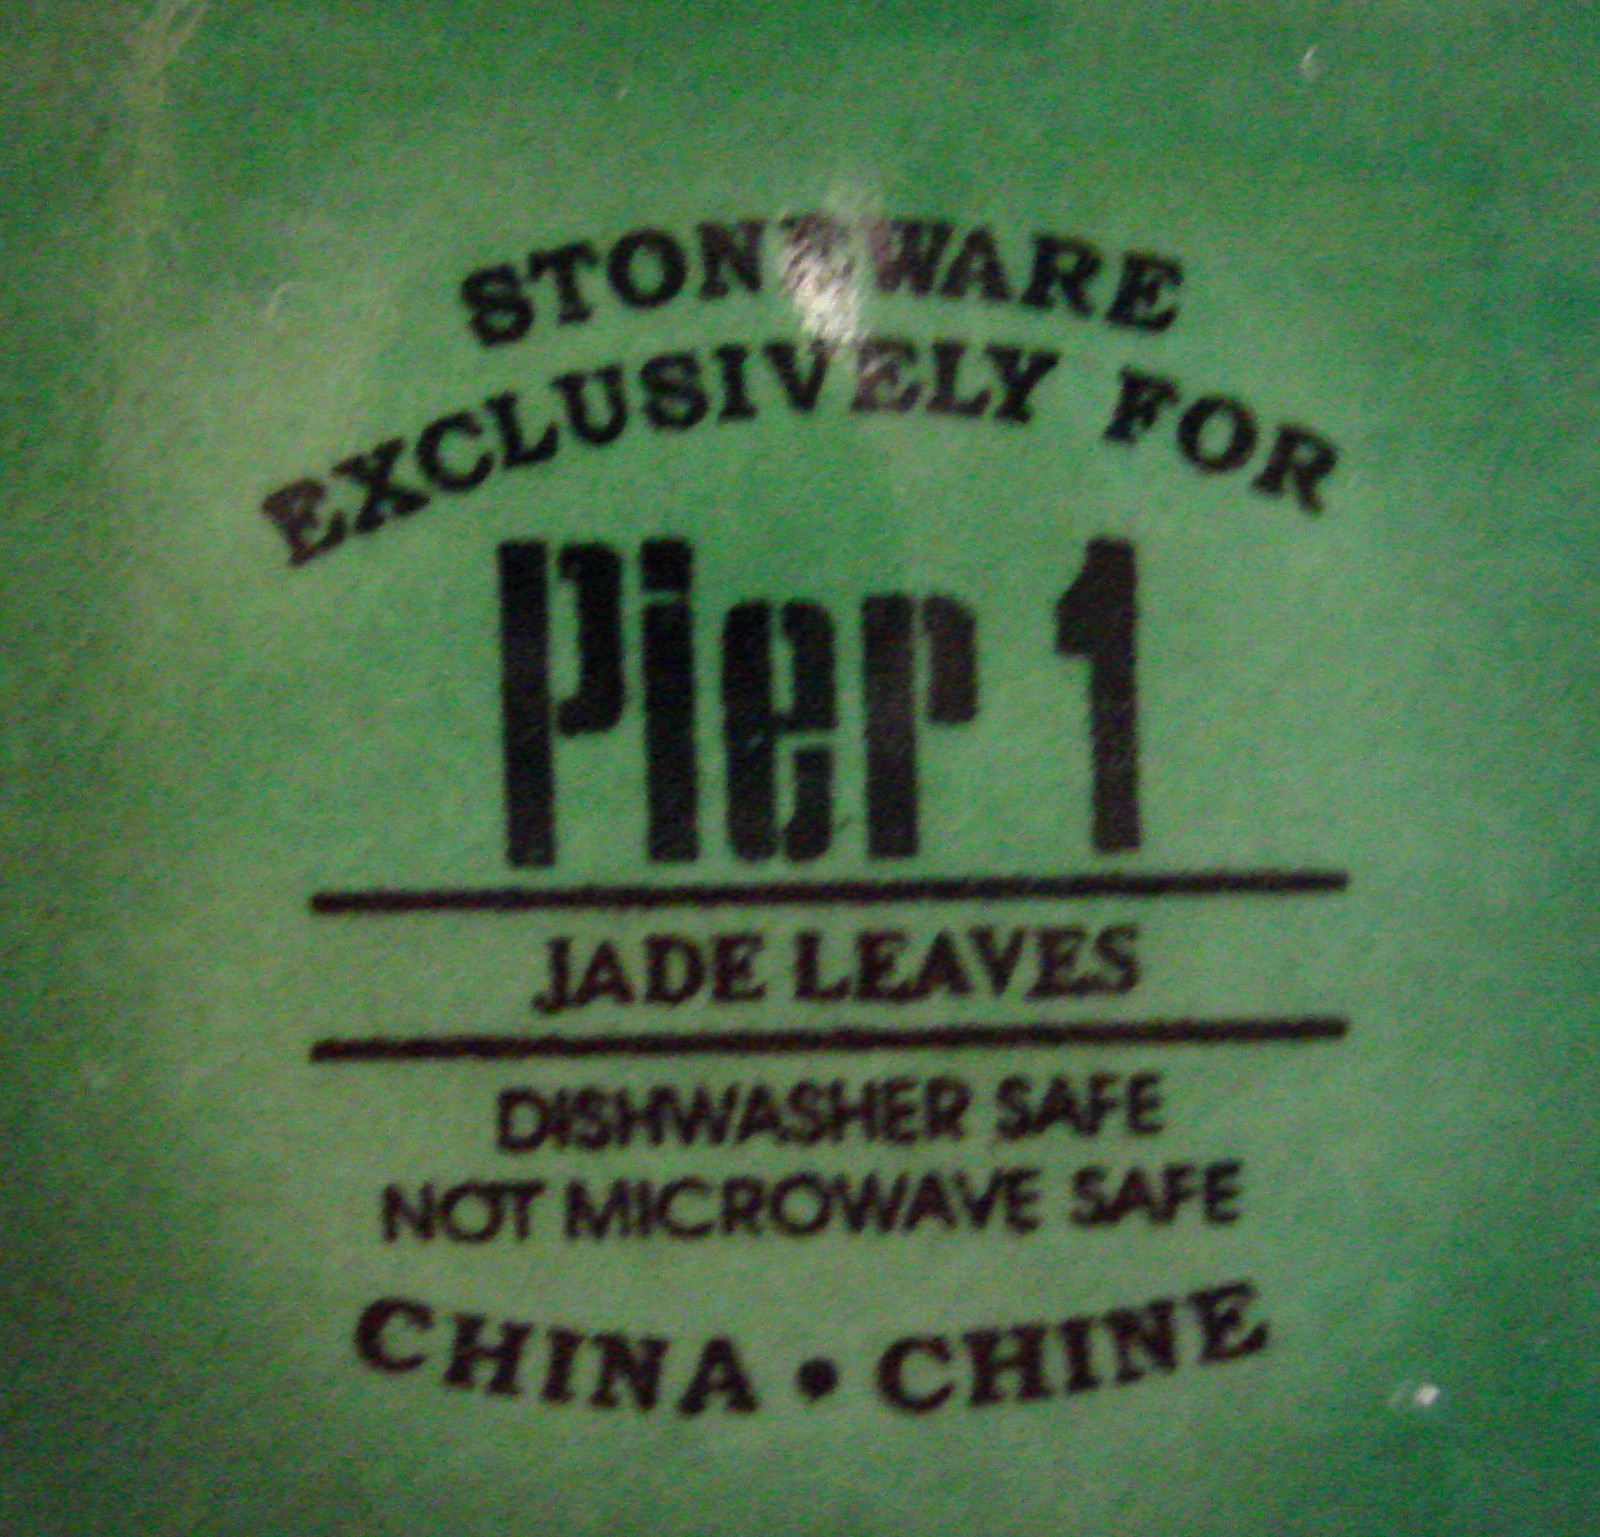 STONEWARE
EXCLUSIVELY FOR
Pier 1
JADE LEAVES
DISHWASHER SAFE
NOT MICROWAVE SAFE
CHINA • CHINE